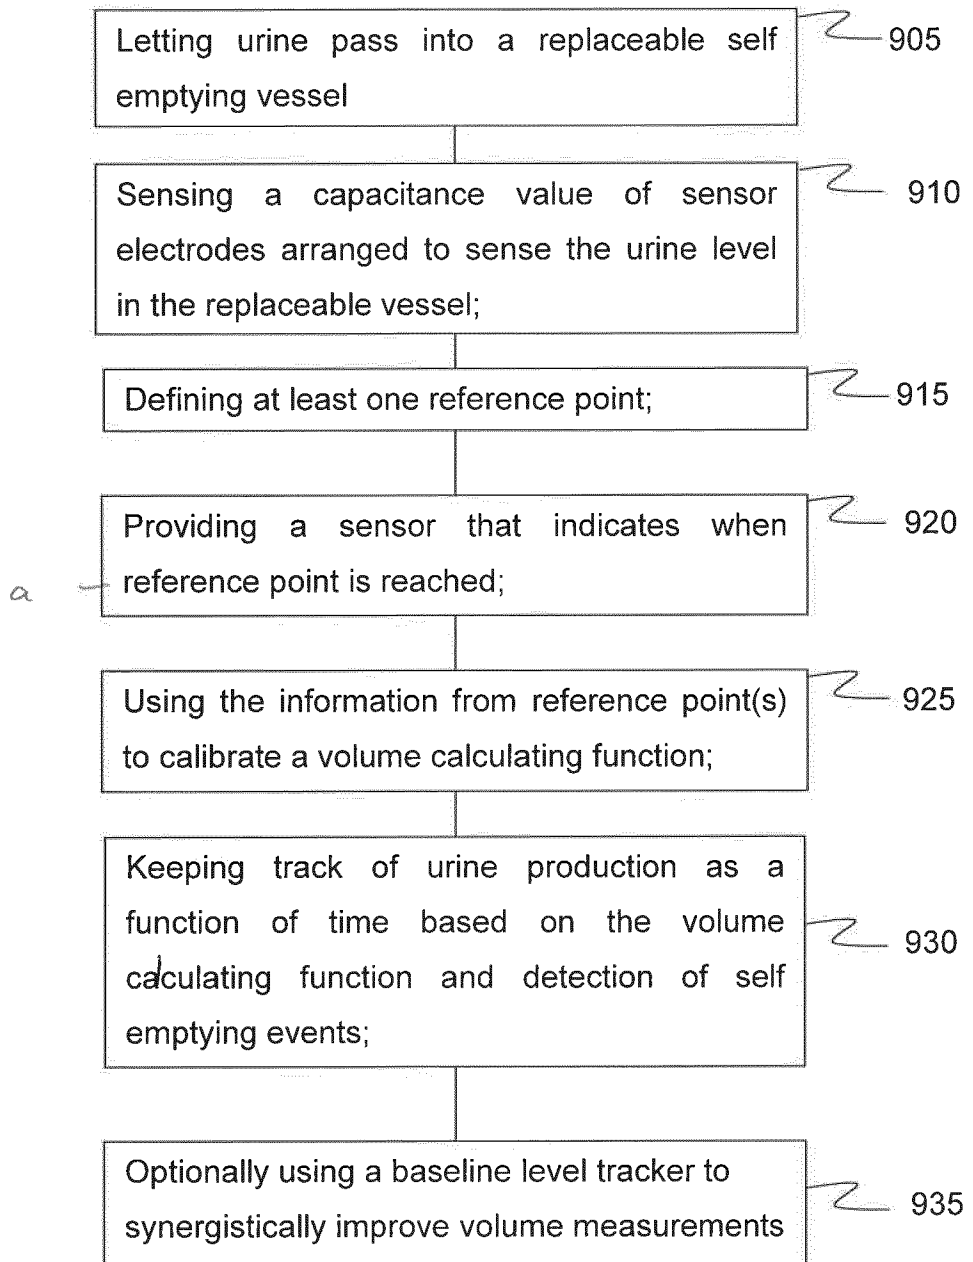 Letting urine pass into a replaceable self
emptying vessel
905
Sensing a capacitance value of sensor
electrodes arranged to sense the urine level
in the replaceable vessel;
910
Defining at least one reference point;
915
Providing a sensor that indicates when
reference point is reached;
920
a
Using the information from reference point(s)
to calibrate a volume calculating function;
925
Keeping track of urine production as a
function of time based on the volume
calculating function and detection of self
emptying events;
930
Optionally using a baseline level tracker to
synergistically improve volume measurements
935